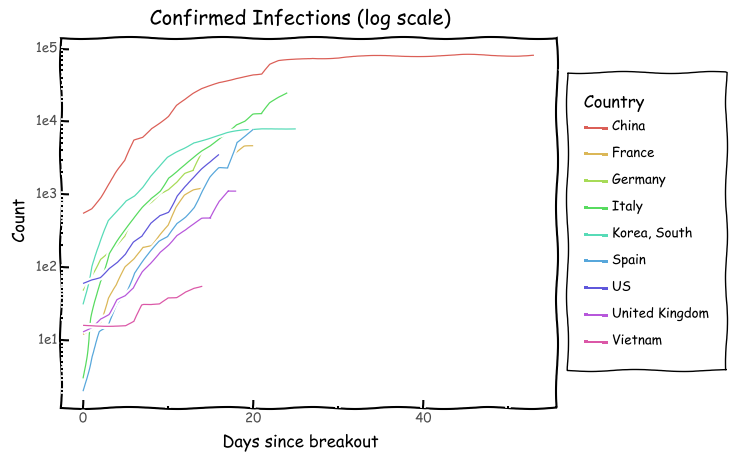 Confirmed Infections (log scale)
1e5
1e4
1e3
1e2
1e1
Count
0
20
40
Days since breakout
Country
China
France
Germany
Italy
Korea, South
Spain
US
United Kingdom
Vietnam